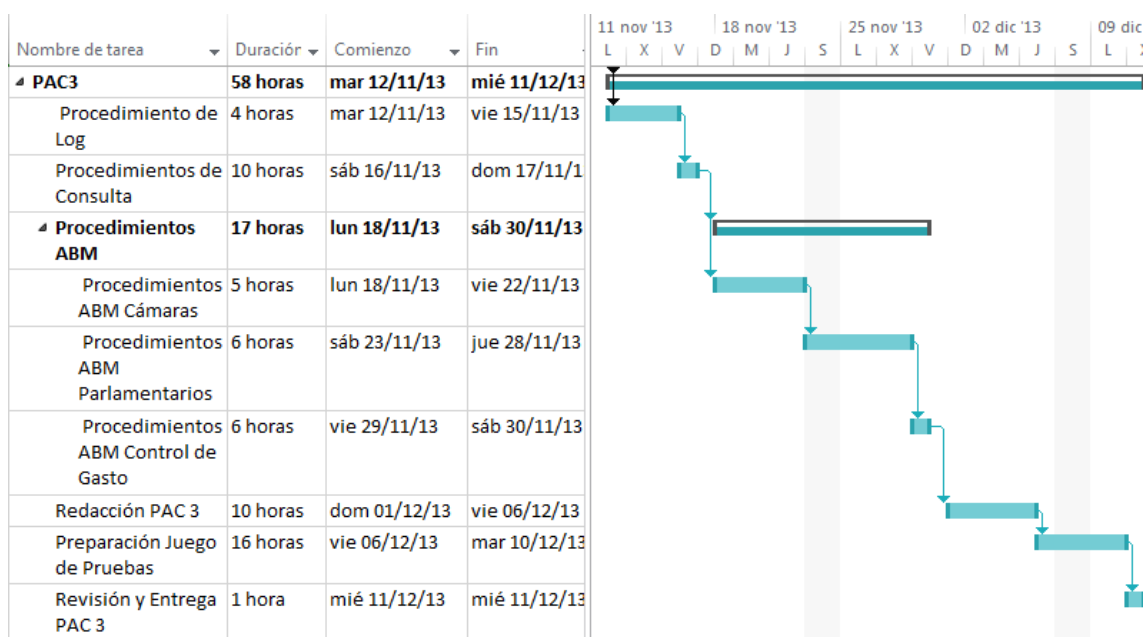 11 nov '13 18 nov '13 25 nov '13 02 dic '13 09 dic
Nombre de tarea Duración Comienzo Fin L X V D M J S L X V D M J S L
PAC3 58 horas mar 12/11/13 mié 11/12/13
Procedimiento de 4 horas mar 12/11/13 vie 15/11/13
Log
Procedimientos de 10 horas sáb 16/11/13 dom 17/11/1
Consulta
Procedimientos 17 horas lun 18/11/13 sáb 30/11/13
ABM
Procedimientos 5 horas lun 18/11/13 vie 22/11/13
ABM Cámaras
Procedimientos 6 horas sáb 23/11/13 jue 28/11/13
ABM
Parlamentarios
Procedimientos 6 horas vie 29/11/13 sáb 30/11/13
ABM Control de
Gasto
Redacción PAC 3 10 horas dom 01/12/13 vie 06/12/13
Preparación Juego 16 horas vie 06/12/13 mar 10/12/13
de Pruebas
Revisión y Entrega 1 hora mié 11/12/13 mié 11/12/13
PAC 3